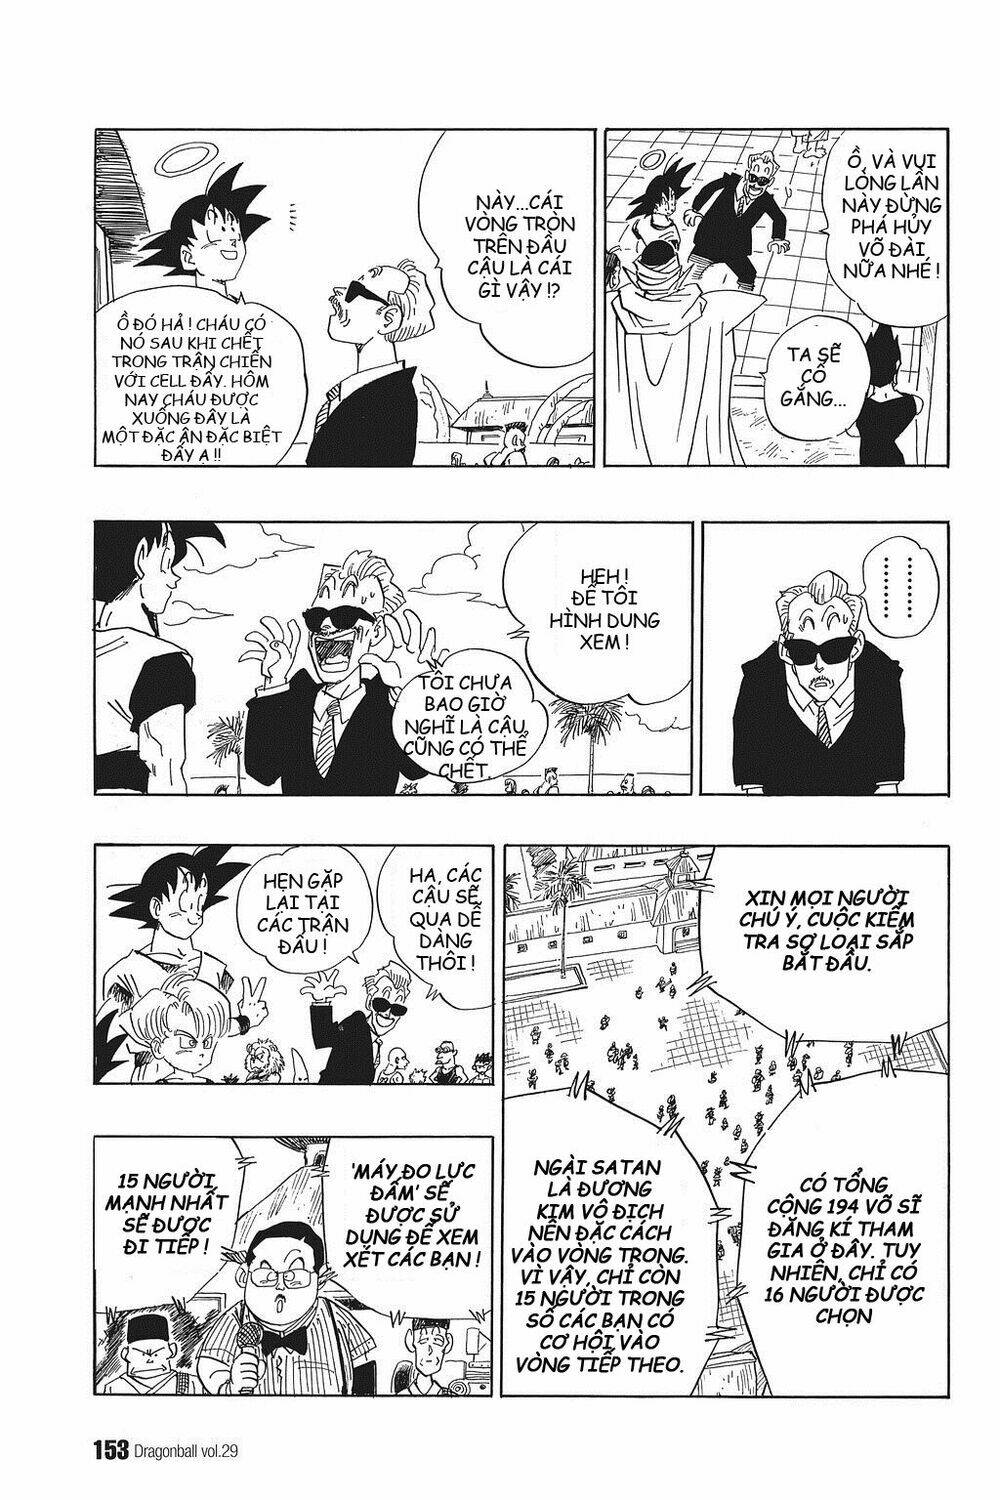 Ồ, VÀ VUI
LÒNG LẦN
NÀY ĐỪNG
PHÁ HỦY
VÕ ĐÀI
NỮA NHÉ !
TA SẼ
CỐ
GẮNG...
NÀY...CÁI
VÒNG TRÒN
TRÊN ĐẦU
CẬU LÀ CÁI
GÌ VẬY !?
Ồ ĐÓ HẢ ! CHÁU CÓ
NÓ SAU KHI CHẾT
TRONG TRẬN CHIẾN
VỚI CELL ĐẤY. HÔM
NAY CHÁU ĐƯỢC
XUỐNG ĐÂY LÀ
MỘT ĐẶC ÂN ĐẶC BIỆT
ĐẤY Ạ !!
HEH !
ĐỂ TÔI
HÌNH DUNG
XEM !
TÔI CHƯA
BAO GIỜ
NGHĨ LÀ CẬU
CŨNG CÓ THỂ
CHẾT.
HA, CÁC
CẬU SẼ
QUA DỄ
DÀNG
THÔI !
HẸN GẶP
LẠI TẠI
CÁC TRẬN
ĐẤU !
XIN MỌI NGƯỜI
CHÚ Ý, CUỘC KIỂM
TRA SƠ LOẠI SẮP
BẮT ĐẦU.
CÓ TỔNG
CỘNG 194 VÕ SĨ
ĐĂNG KÍ THAM
GIA Ở ĐÂY. TUY
NHIÊN, CHỈ CÓ
16 NGƯỜI ĐƯỢC
CHỌN
NGÀI SATAN
LÀ ĐƯƠNG
KIM VÔ ĐỊCH
NÊN ĐẶC CÁCH
VÀO VÒNG TRONG.
VÌ VẬY, CHỈ CÒN
15 NGƯỜI TRONG
SỐ CÁC BẠN CÓ
CƠ HỘI VÀO
VÒNG TIẾP THEO.
'MÁY ĐO LỰC
ĐẤM' SẼ
ĐƯỢC SỬ
DỤNG ĐỂ XEM
XÉT CÁC BẠN !
15 NGƯỜI
MẠNH NHẤT
SẼ ĐƯỢC
ĐI TIẾP !
153 Dragonball vol.29